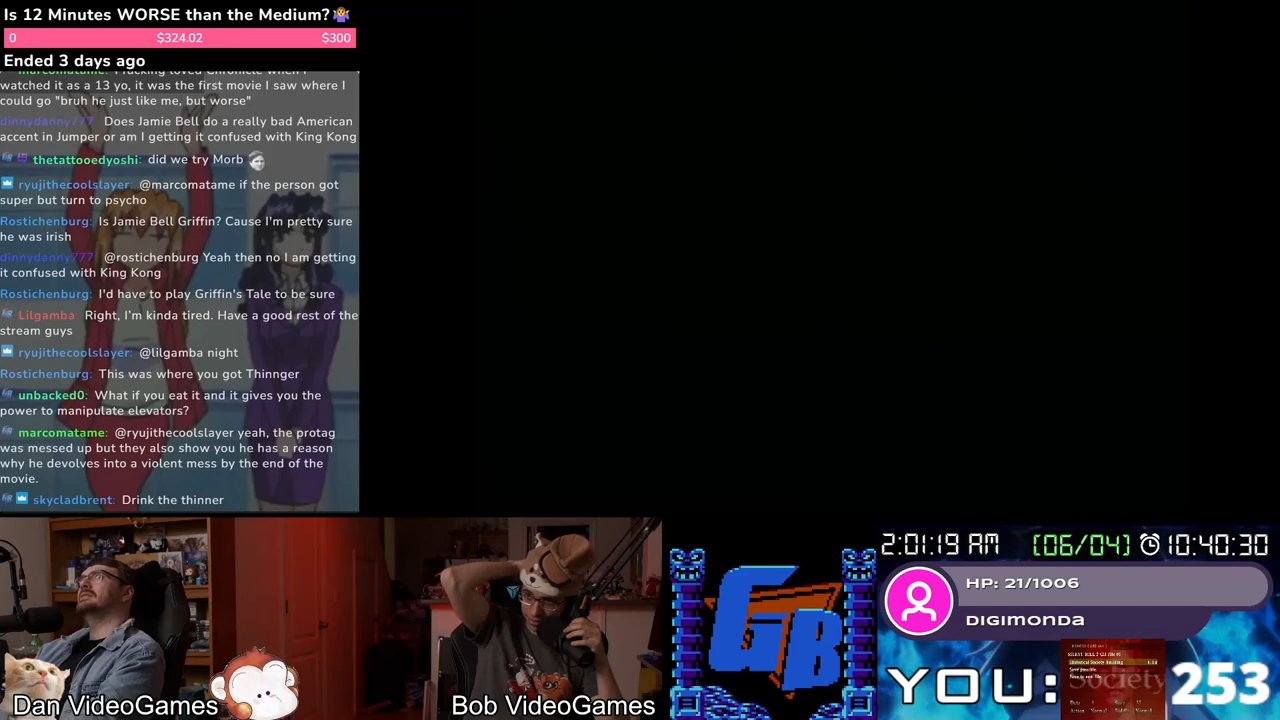 Is 12 Minutes WORSE than the Medium?🤷
0 $324.02 $300
Ended 3 days ago
watched it as a 13 yo, it was the first movie I saw where I
could go "bruh he just like me, but worse"
dinnydanny777: Does Jamie Bell do a really bad American
accent in Jumper or am I getting it confused with King Kong
thetattooedyoshi: did we try Morb
ryujithecoolslayer: @marcomatame if the person got
super but turn to psycho
Rostichenburg: Is Jamie Bell Griffin? Cause I'm pretty sure
he was irish
dinnydanny777: @rostichenburg Yeah then no I am getting
it confused with King Kong
Rostichenburg: I'd have to play Griffin's Tale to be sure
Lilgamba: Right, I'm kinda tired. Have a good rest of the
stream guys
ryujithecoolslayer: @lilgamba night
Rostichenburg: This was where you got Thinnger
unbacked0: What if you eat it and it gives you the
power to manipulate elevators?
marcomatame: @ryujithecoolslayer yeah, the protag
was messed up but they also show you he has a reason
why he devolves into a violent mess by the end of the
movie.
skycladbrent: Drink the thinner
Dan VideoGames
Bob VideoGames
GB
2:01:19 AM [06/04] 10:40:30
HP: 21/1006
DIGIMONDA
YOU: Society 253